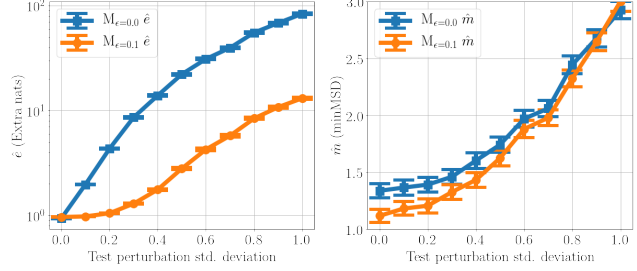 M_{ϵ=0.0} ê
M_{ϵ=0.1} ê
10²
10¹
10⁰
ê (Extra nats)
0.0 0.2 0.4 0.6 0.8 1.0
Test perturbation std. deviation
M_{ϵ=0.0} m̂
M_{ϵ=0.1} m̂
3.0
2.5
2.0
1.5
1.0
m̂ (minMSD)
0.0 0.2 0.4 0.6 0.8 1.0
Test perturbation std. deviation